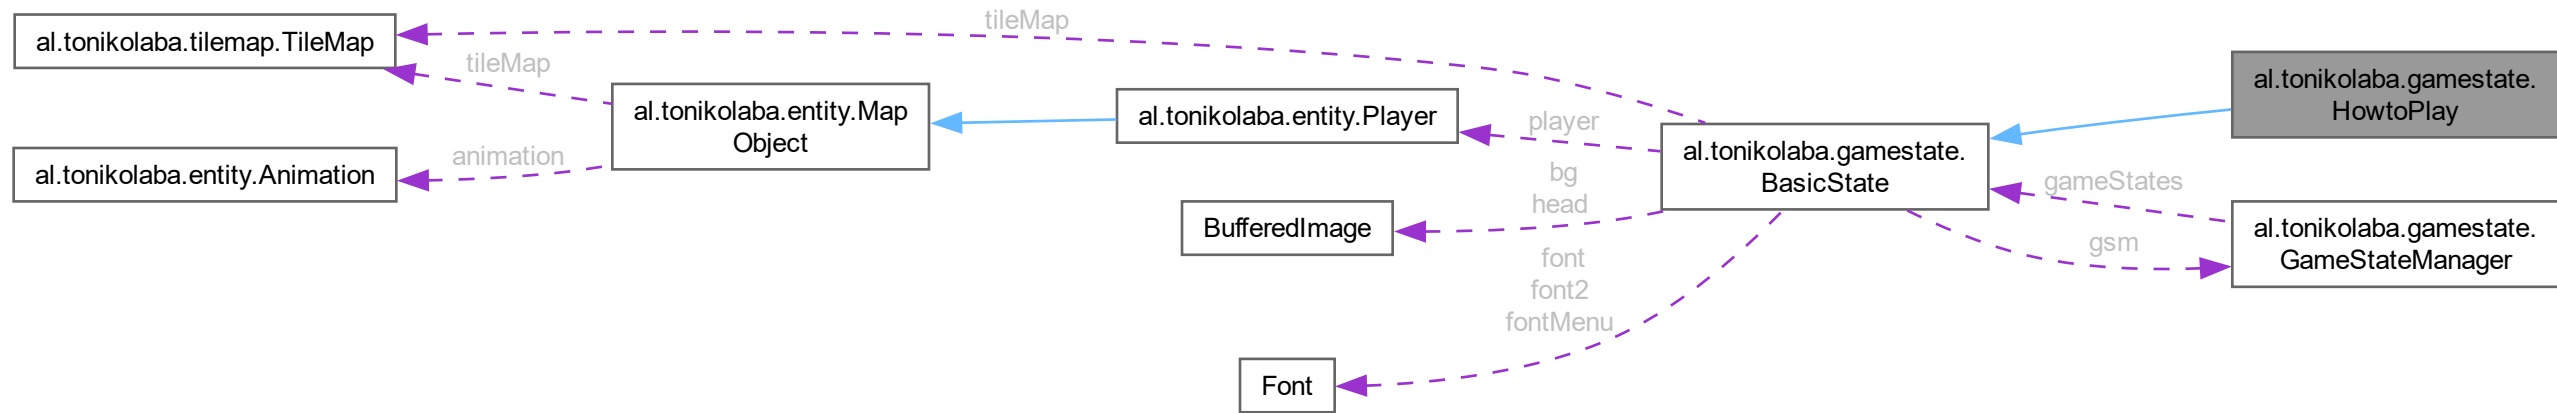 al.tonikolaba.tilemap.TileMap
tileMap
tileMap
al.tonikolaba.entity.Map
Object
al.tonikolaba.entity.Animation
animation
al.tonikolaba.entity.Player
player
bg
head
BufferedImage
font
font2
fontMenu
Font
al.tonikolaba.gamestate.
BasicState
al.tonikolaba.gamestate.
HowtoPlay
gameStates
gsm
al.tonikolaba.gamestate.
GameStateManager